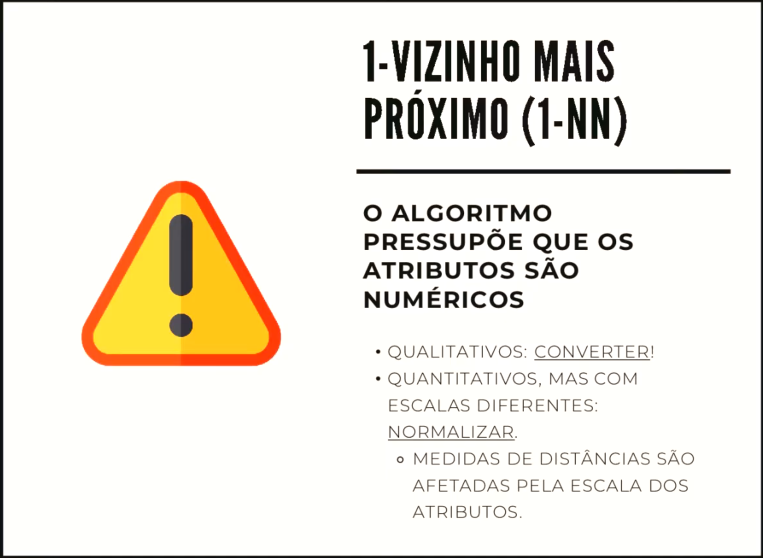 1-VIZINHO MAIS
PRÓXIMO (1-NN)
O ALGORITMO
PRESSUPÕE QUE OS
ATRIBUTOS SÃO
NUMÉRICOS
• QUALITATIVOS: CONVERTER!
• QUANTITATIVOS, MAS COM
ESCALAS DIFERENTES:
NORMALIZAR.
◦ MEDIDAS DE DISTÂNCIAS SÃO
AFETADAS PELA ESCALA DOS
ATRIBUTOS.